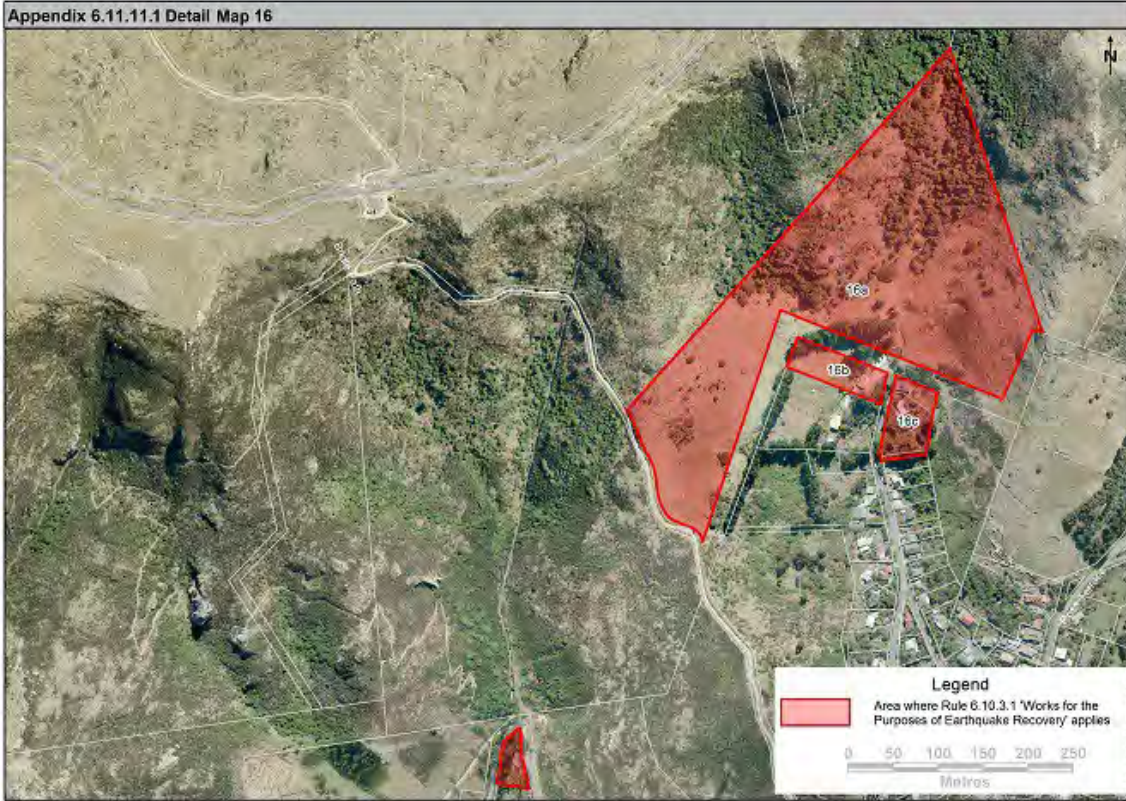 Appendix 6.11.11.1 Detail Map 16
N
16a
16b
16c
Legend
Area where Rule 6.10.3.1 'Works for the
Purposes of Earthquake Recovery' applies
0 50 100 150 200 250
Metres